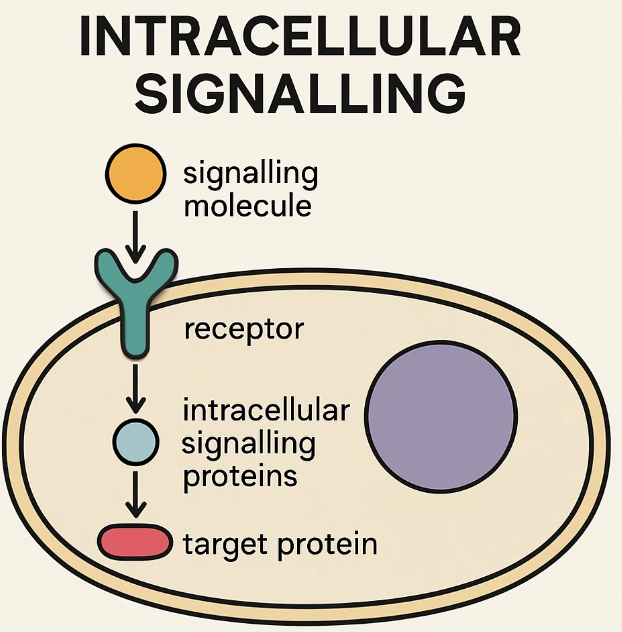 INTRACELLULAR
SIGNALLING
signalling
molecule
receptor
intracellular
signalling
proteins
target protein